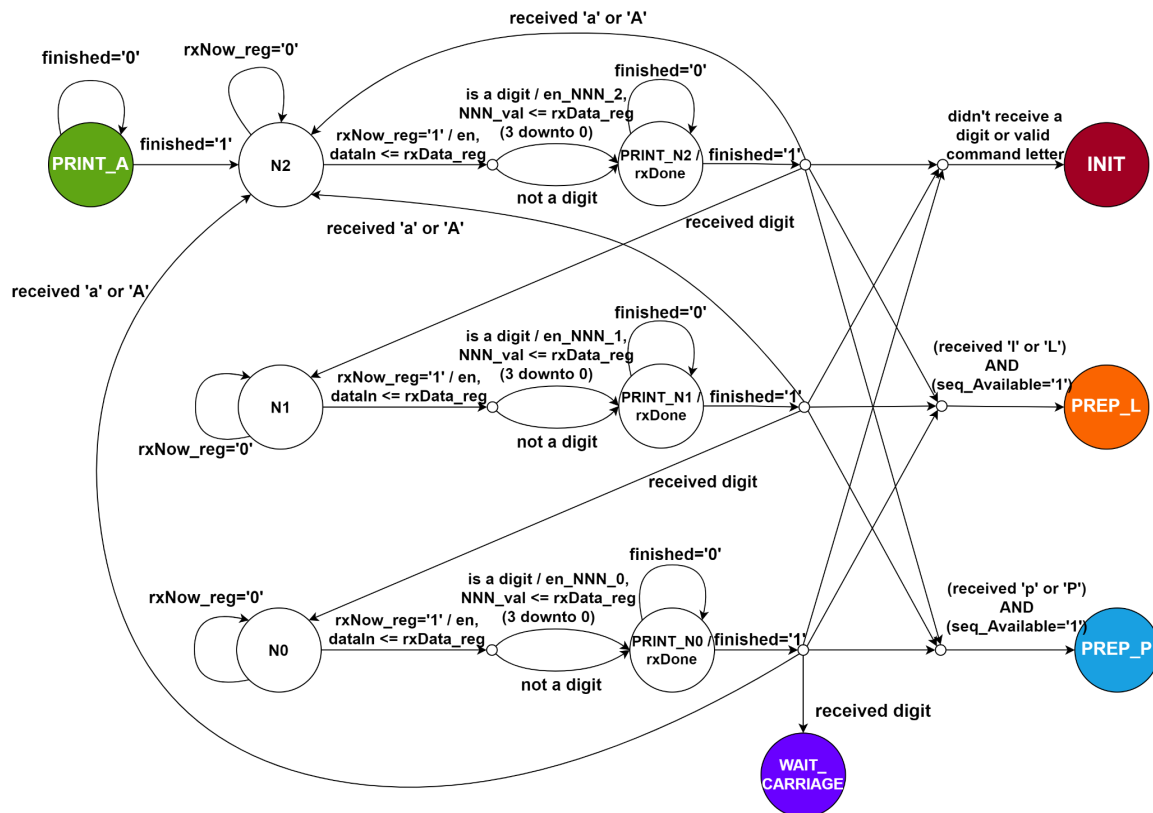 received 'a' or 'A'
finished='0'
rxNow_reg='0'
finished='0'
is a digit / en_NNN_2,
NNN_val <= rxData_reg
(3 downto 0)
didn't receive a
digit or valid
command letter
PRINT_A
finished='1'
N2
rxNow_reg='1' / en,
dataIn <= rxData_reg
PRINT_N2 /
rxDone
finished='1'
INIT
not a digit
received 'a' or 'A'
received digit
received 'a' or 'A'
finished='0'
is a digit / en_NNN_1,
NNN_val <= rxData_reg
(3 downto 0)
(received 'l' or 'L')
AND
(seq_Available='1')
N1
rxNow_reg='1' / en,
dataIn <= rxData_reg
PRINT_N1 /
rxDone
finished='1'
PREP_L
rxNow_reg='0'
not a digit
received digit
finished='0'
is a digit / en_NNN_0,
NNN_val <= rxData_reg
(3 downto 0)
(received 'p' or 'P')
AND
(seq_Available='1')
rxNow_reg='0'
N0
rxNow_reg='1' / en,
dataIn <= rxData_reg
PRINT_N0 /
rxDone
finished='1'
PREP_P
not a digit
received digit
WAIT_
CARRIAGE